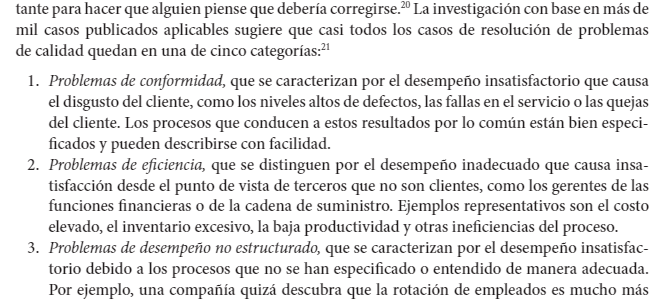 tante para hacer que alguien piense que debería corregirse.20 La investigación con base en más de
mil casos publicados aplicables sugiere que casi todos los casos de resolución de problemas
de calidad quedan en una de cinco categorías:21
1. Problemas de conformidad, que se caracterizan por el desempeño insatisfactorio que causa
el disgusto del cliente, como los niveles altos de defectos, las fallas en el servicio o las quejas
del cliente. Los procesos que conducen a estos resultados por lo común están bien especi-
ficados y pueden describirse con facilidad.
2. Problemas de eficiencia, que se distinguen por el desempeño inadecuado que causa insa-
tisfacción desde el punto de vista de terceros que no son clientes, como los gerentes de las
funciones financieras o de la cadena de suministro. Ejemplos representativos son el costo
elevado, el inventario excesivo, la baja productividad y otras ineficiencias del proceso.
3. Problemas de desempeño no estructurado, que se caracterizan por el desempeño insatisfac-
torio debido a los procesos que no se han especificado o entendido de manera adecuada.
Por ejemplo, una compañía quizá descubra que la rotación de empleados es mucho más